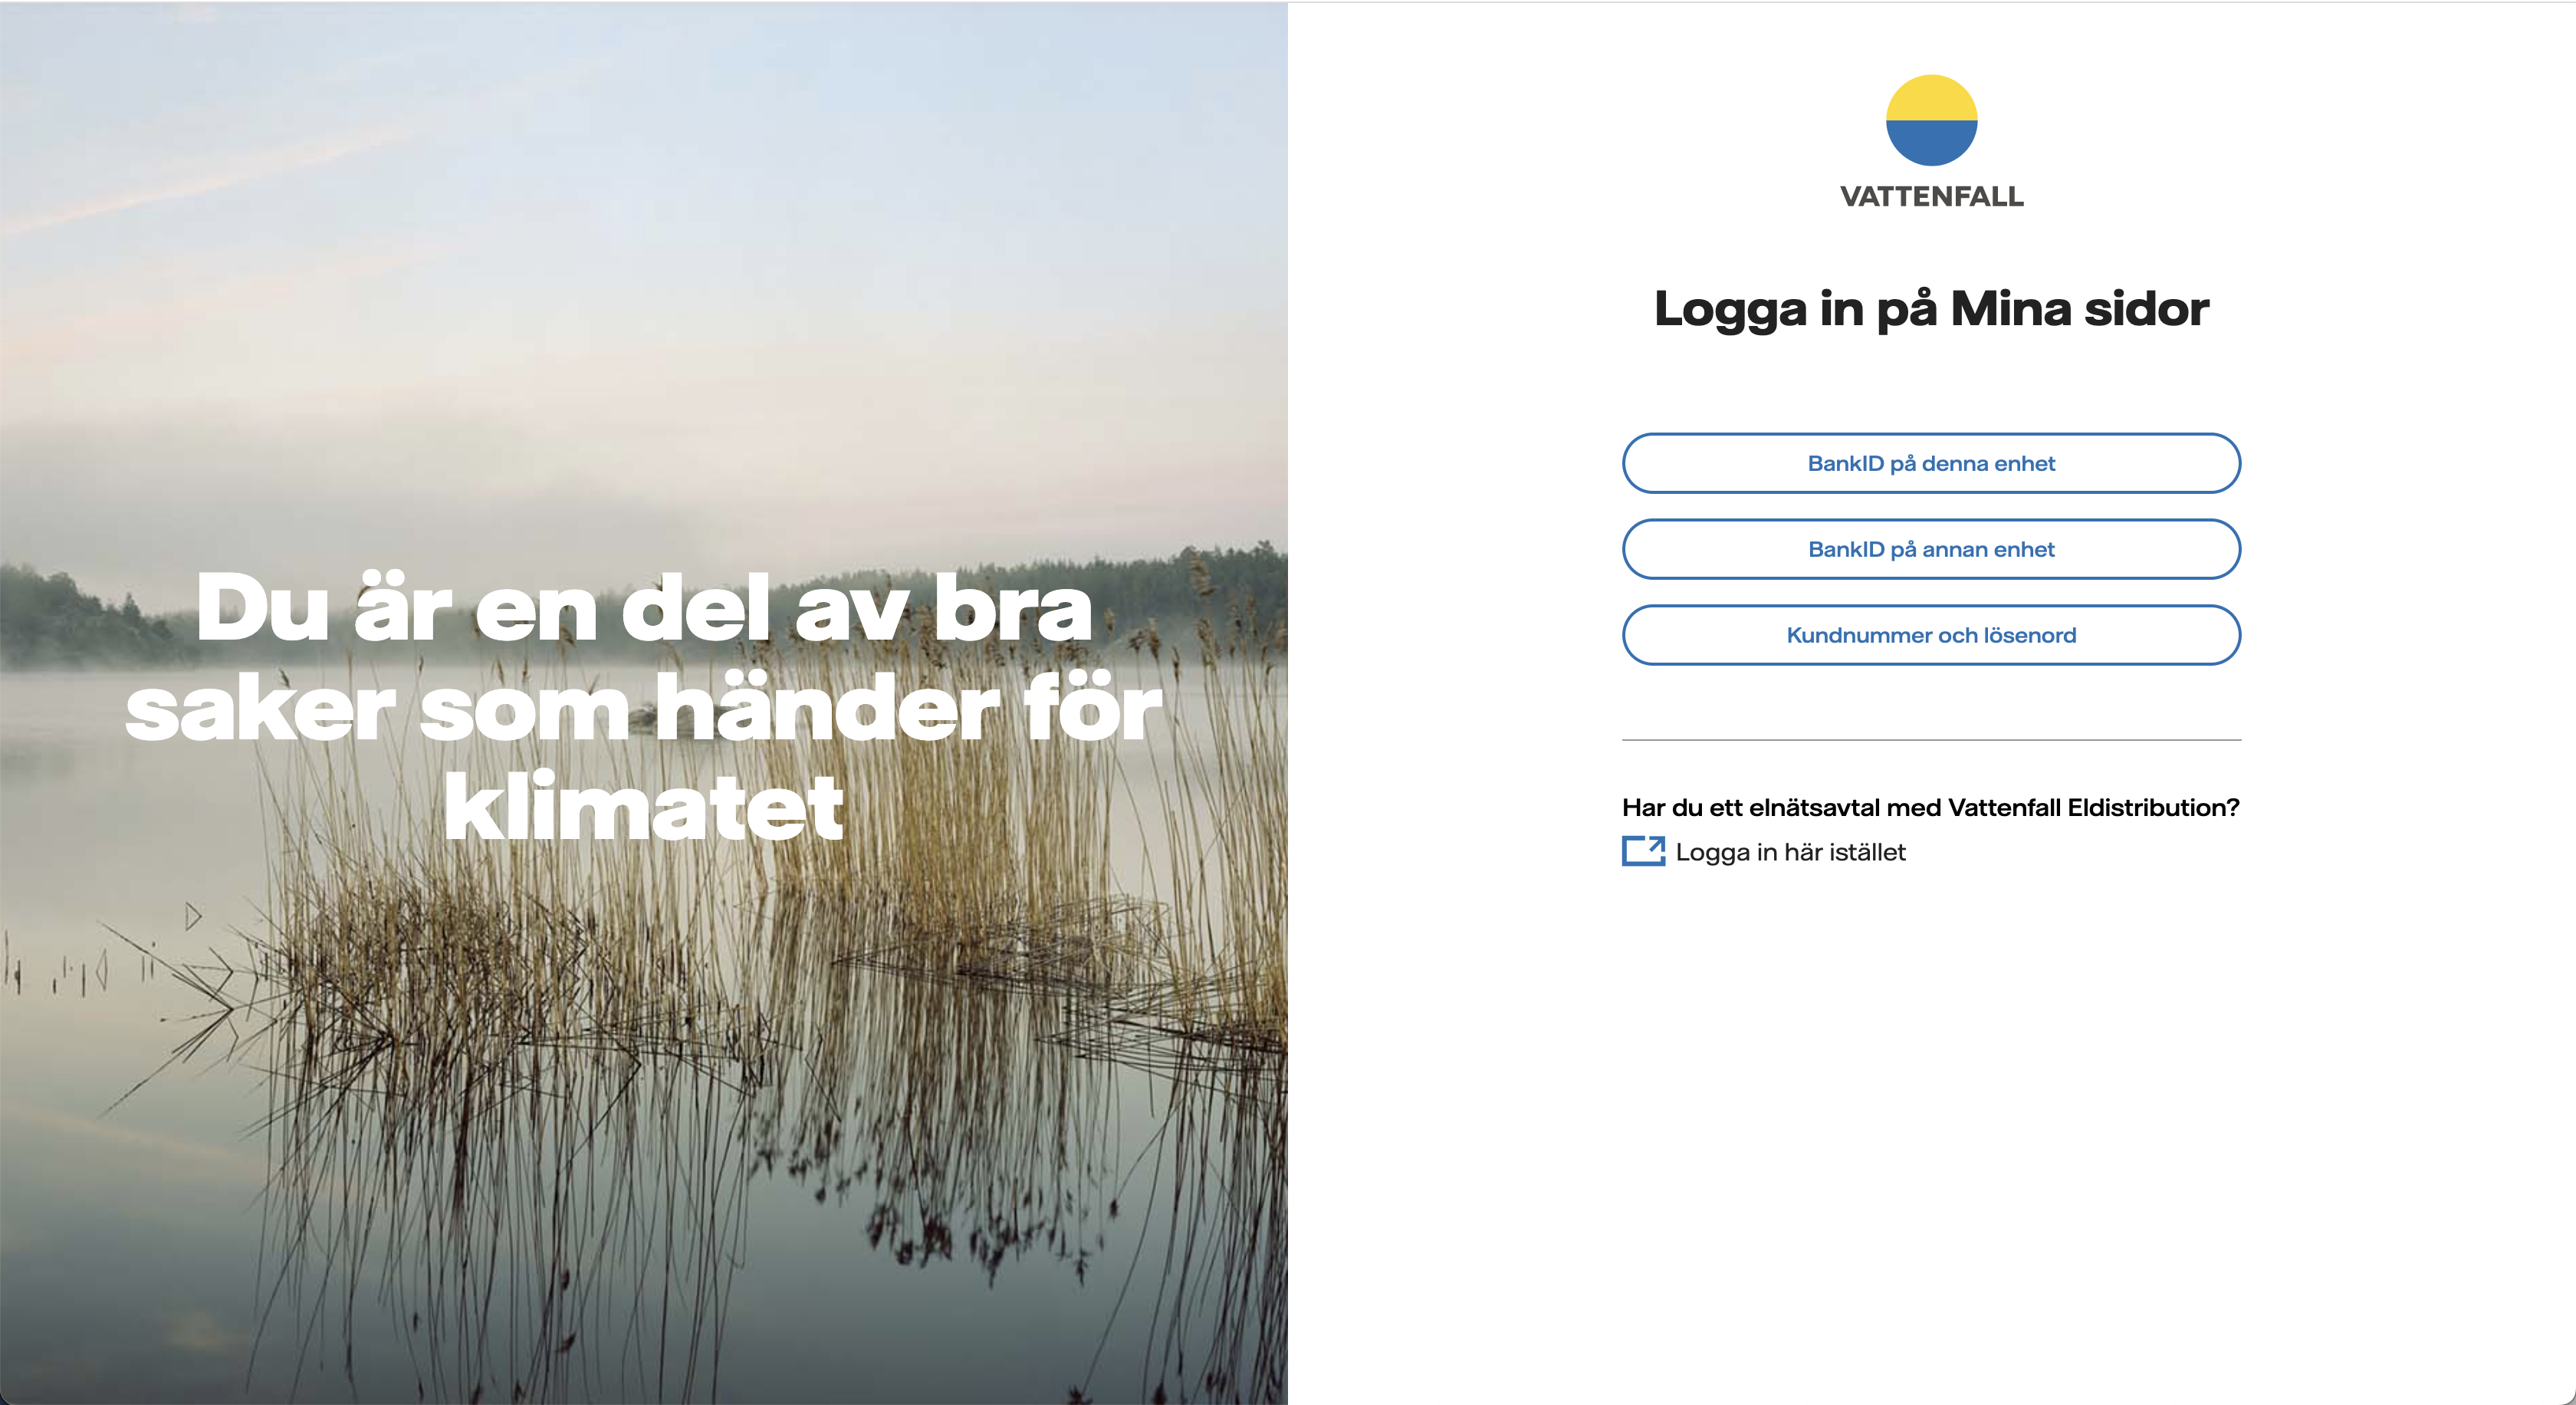 Du är en del av bra
saker som händer för
klimatet
VATTENFALL
Logga in på Mina sidor
BankID på denna enhet
BankID på annan enhet
Kundnummer och lösenord
Har du ett elnätsavtal med Vattenfall Eldistribution?
Logga in här istället